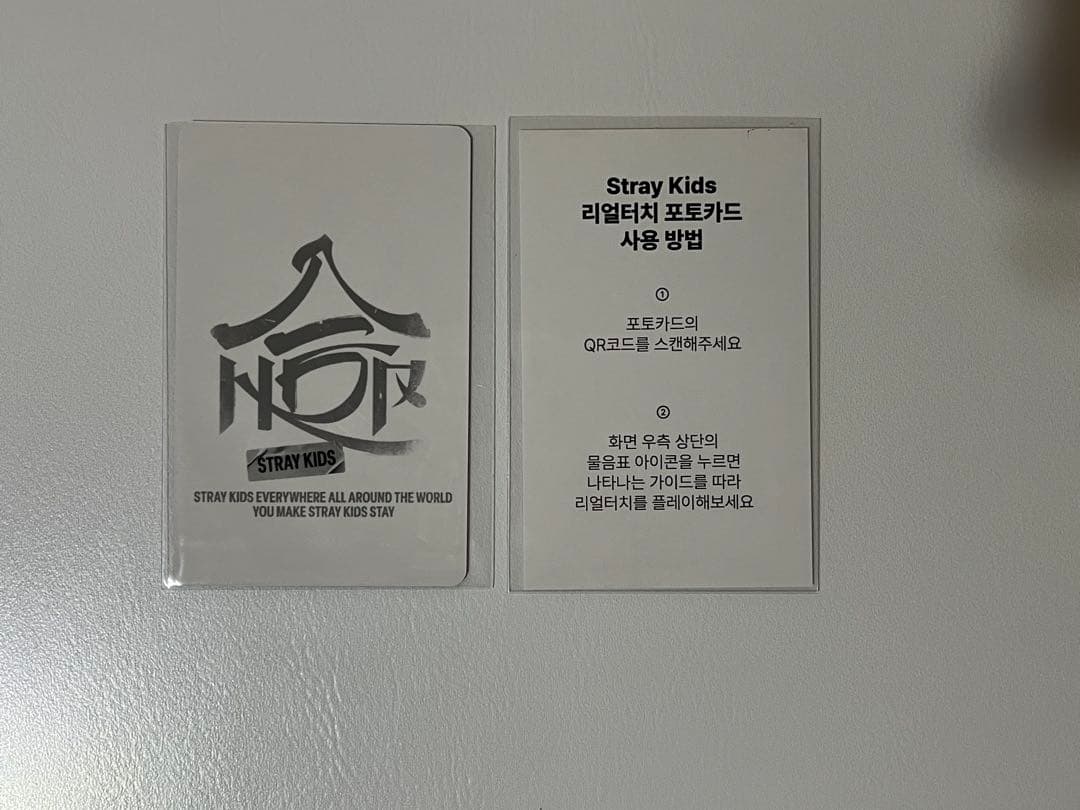 STRAY KIDS
STRAY KIDS EVERYWHERE ALL AROUND THE WORLD
YOU MAKE STRAY KIDS STAY
Stray Kids
리얼터치 포토카드
사용 방법
①
포토카드의
QR코드를 스캔해주세요
②
화면 우측 상단의
물음표 아이콘을 누르면
나타나는 가이드를 따라
리얼터치를 플레이해보세요